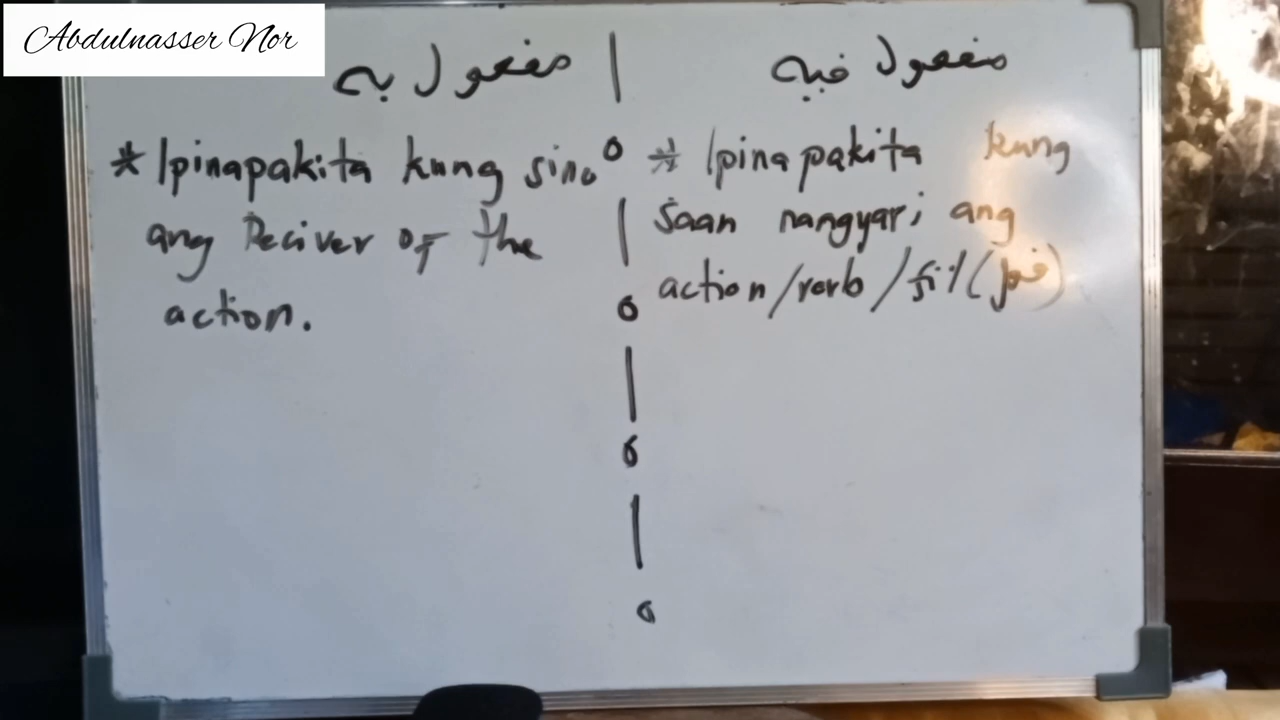 Abdulnasser Nor
مفعول به
* Ipinapakita kung sino
ang Reciver of the
action.
مفعول فيه
* Ipinapakita kung
saan nangyari ang
action/verb/fi'l (فعل)